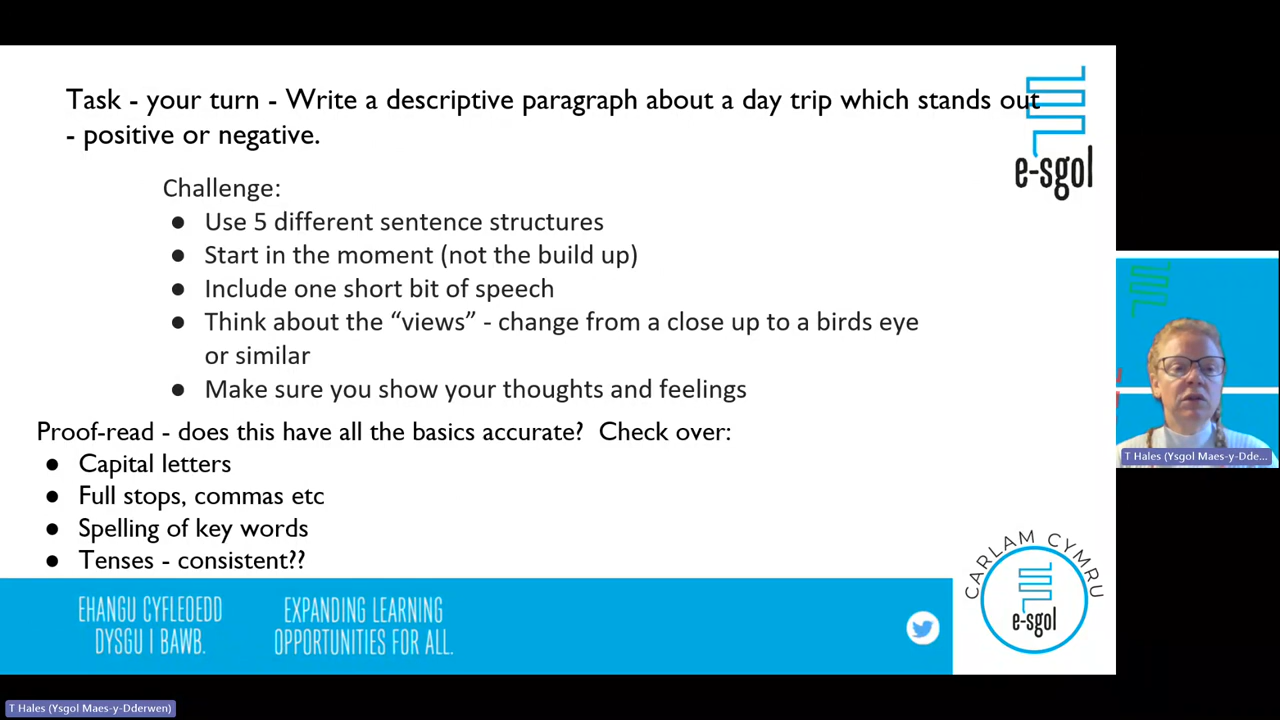 Task - your turn - Write a descriptive paragraph about a day trip which stands out
- positive or negative.
e-sgol
Challenge:
● Use 5 different sentence structures
● Start in the moment (not the build up)
● Include one short bit of speech
● Think about the “views” - change from a close up to a birds eye
or similar
● Make sure you show your thoughts and feelings
Proof-read - does this have all the basics accurate?  Check over:
● Capital letters
● Full stops, commas etc
● Spelling of key words
● Tenses - consistent??
T Hales (Ysgol Maes-y-Dde...
EHANGU CYFLEOEDD
DYSGU I BAWB.
EXPANDING LEARNING
OPPORTUNITIES FOR ALL.
CARLAM CYMRU
e-sgol
T Hales (Ysgol Maes-y-Dderwen)